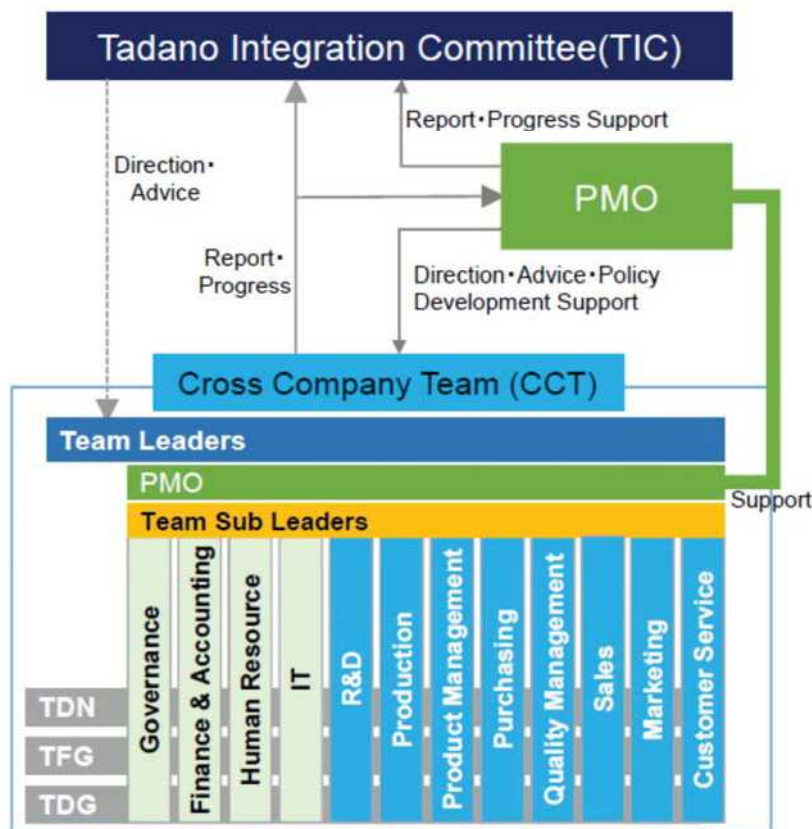 Tadano Integration Committee(TIC)
Report・Progress Support
Direction・
Advice
PMO
Report・
Progress
Direction・Advice・Policy
Development Support
Cross Company Team (CCT)
Team Leaders
PMO
Support
Team Sub Leaders
Governance
Finance & Accounting
Human Resource
IT
R&D
Production
Product Management
Purchasing
Quality Management
Sales
Marketing
Customer Service
TDN
TFG
TDG